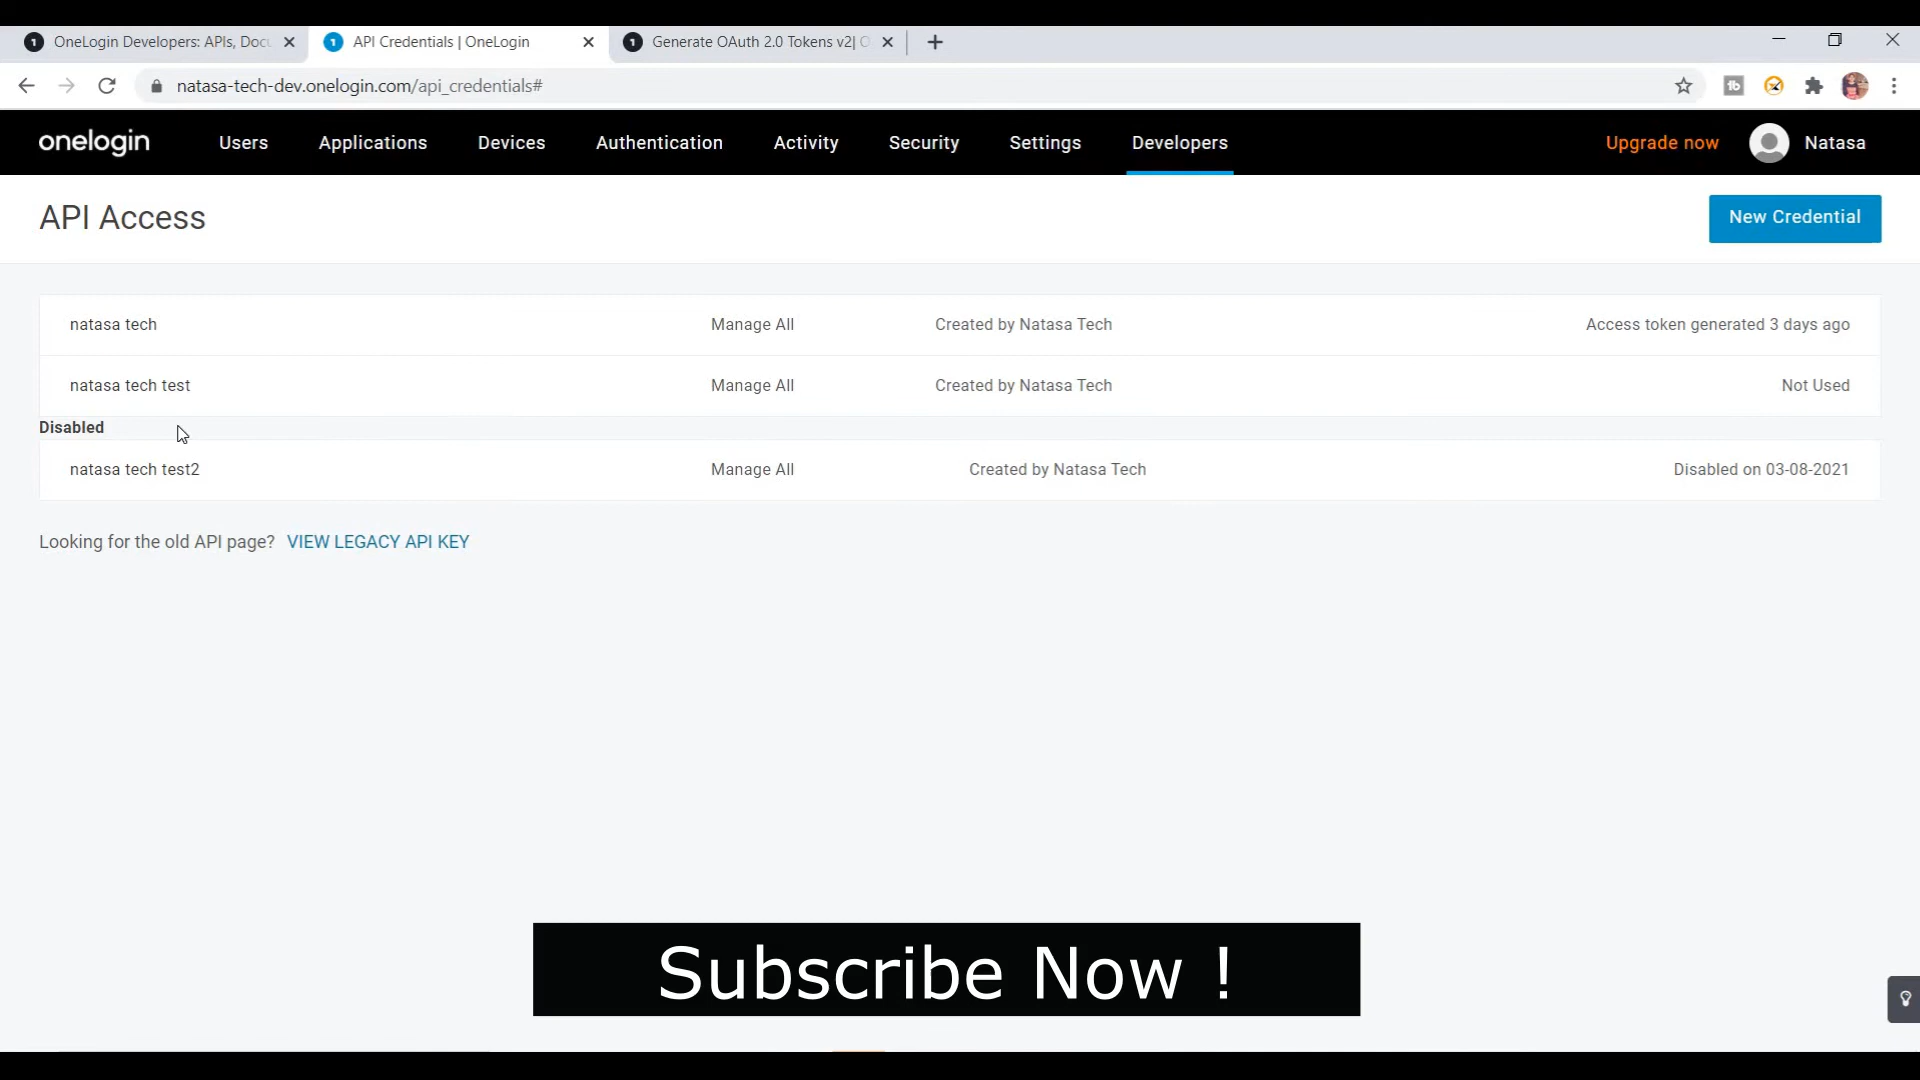 OneLogin Developers: APIs, Docu
API Credentials | OneLogin
Generate OAuth 2.0 Tokens v2| O
natasa-tech-dev.onelogin.com/api_credentials#
onelogin
Users
Applications
Devices
Authentication
Activity
Security
Settings
Developers
Upgrade now
Natasa
API Access
New Credential
natasa tech Manage All Created by Natasa Tech Access token generated 3 days ago
natasa tech test Manage All Created by Natasa Tech Not Used
Disabled
natasa tech test2 Manage All Created by Natasa Tech Disabled on 03-08-2021
Looking for the old API page? VIEW LEGACY API KEY
Subscribe Now !